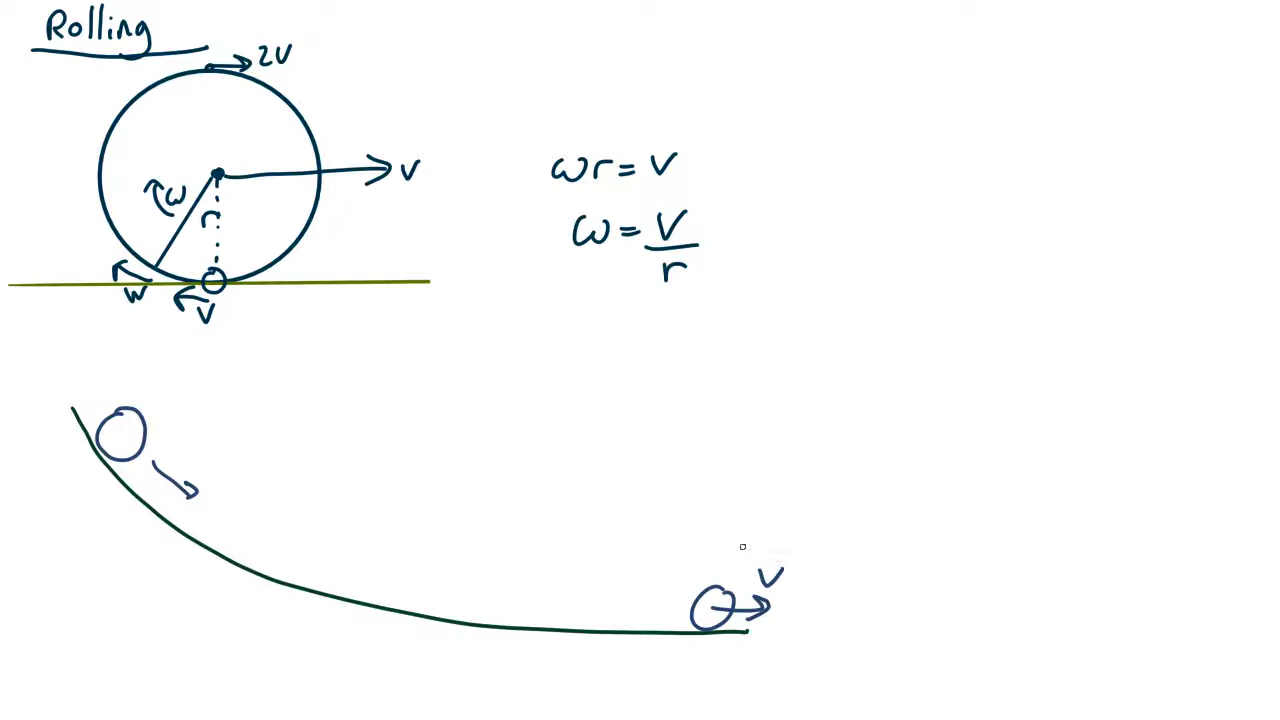 Rolling
2V
V
ω
r
w
V
ωr = V
ω = V
r
V